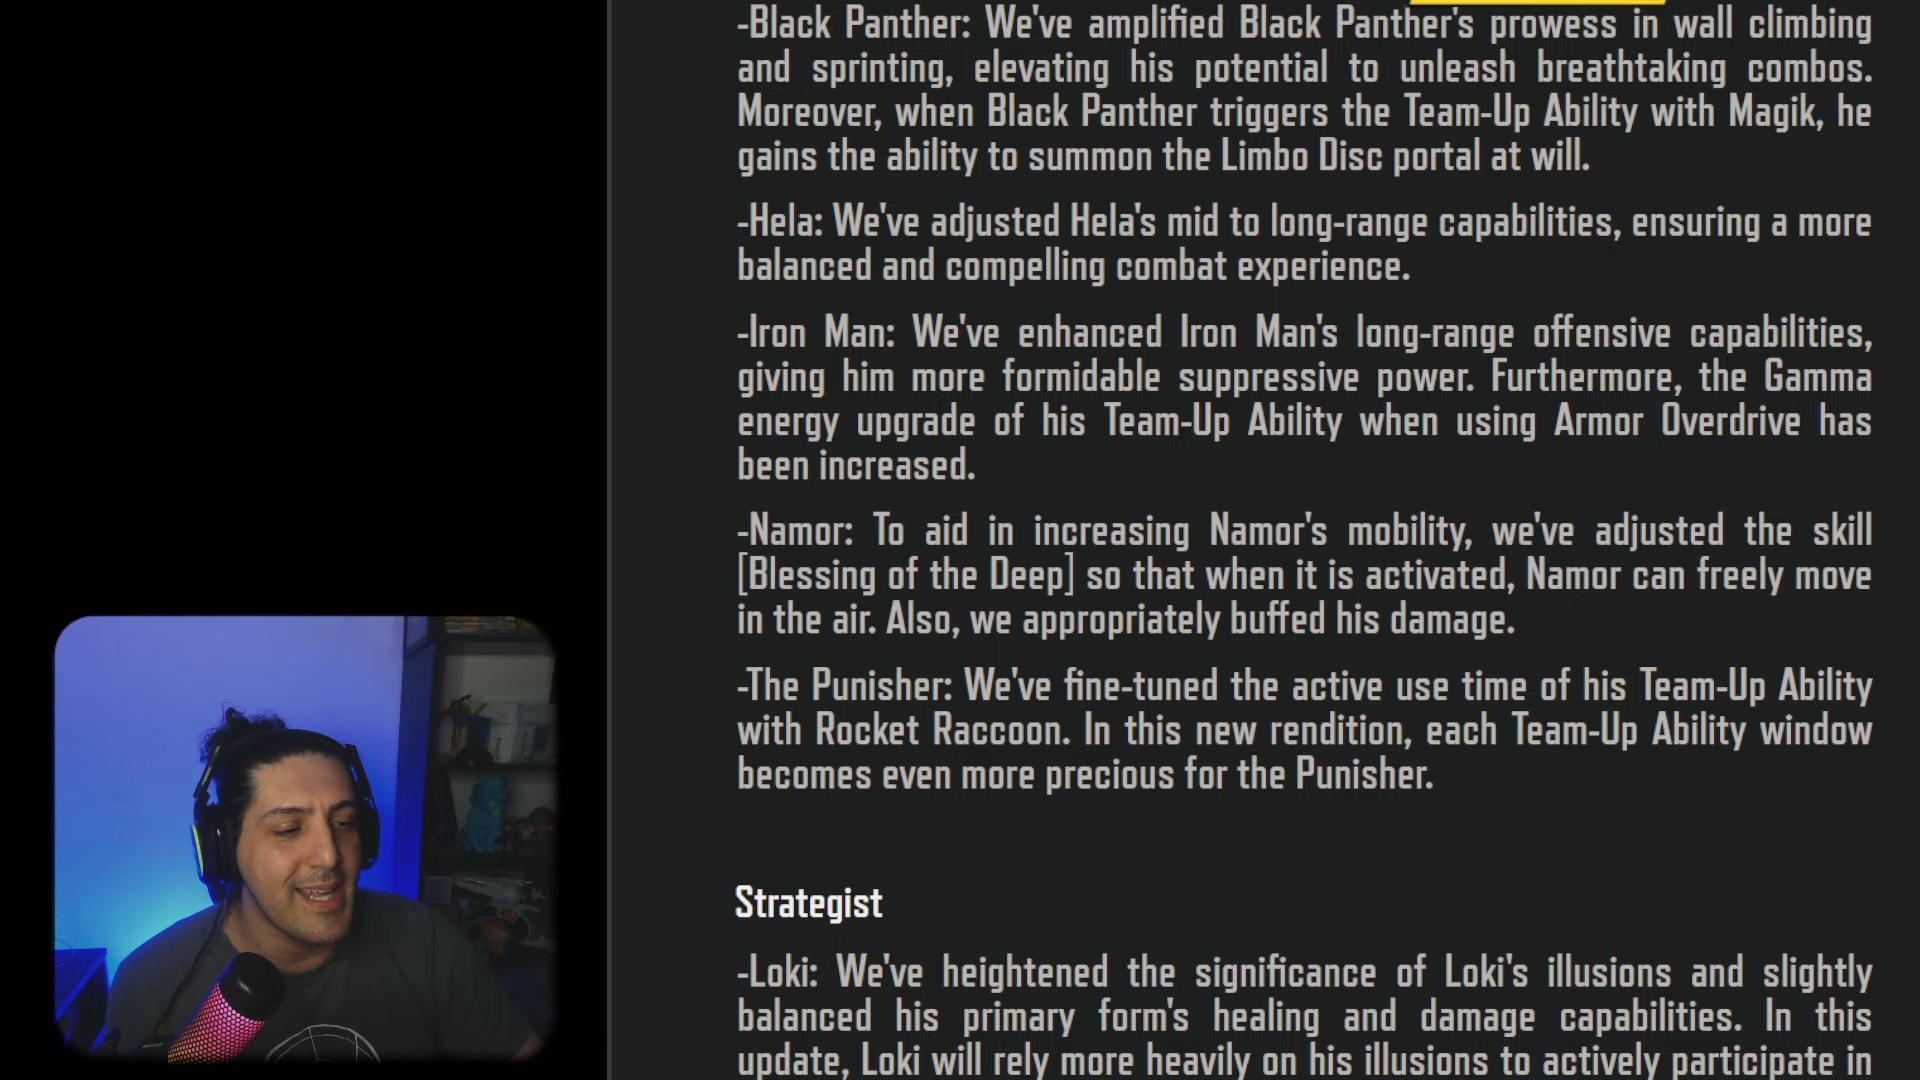 -Black Panther: We've amplified Black Panther's prowess in wall climbing
and sprinting, elevating his potential to unleash breathtaking combos.
Moreover, when Black Panther triggers the Team-Up Ability with Magik, he
gains the ability to summon the Limbo Disc portal at will.
-Hela: We've adjusted Hela's mid to long-range capabilities, ensuring a more
balanced and compelling combat experience.
-Iron Man: We've enhanced Iron Man's long-range offensive capabilities,
giving him more formidable suppressive power. Furthermore, the Gamma
energy upgrade of his Team-Up Ability when using Armor Overdrive has
been increased.
-Namor: To aid in increasing Namor's mobility, we've adjusted the skill
[Blessing of the Deep] so that when it is activated, Namor can freely move
in the air. Also, we appropriately buffed his damage.
-The Punisher: We've fine-tuned the active use time of his Team-Up Ability
with Rocket Raccoon. In this new rendition, each Team-Up Ability window
becomes even more precious for the Punisher.
Strategist
-Loki: We've heightened the significance of Loki's illusions and slightly
balanced his primary form's healing and damage capabilities. In this
update, Loki will rely more heavily on his illusions to actively participate in